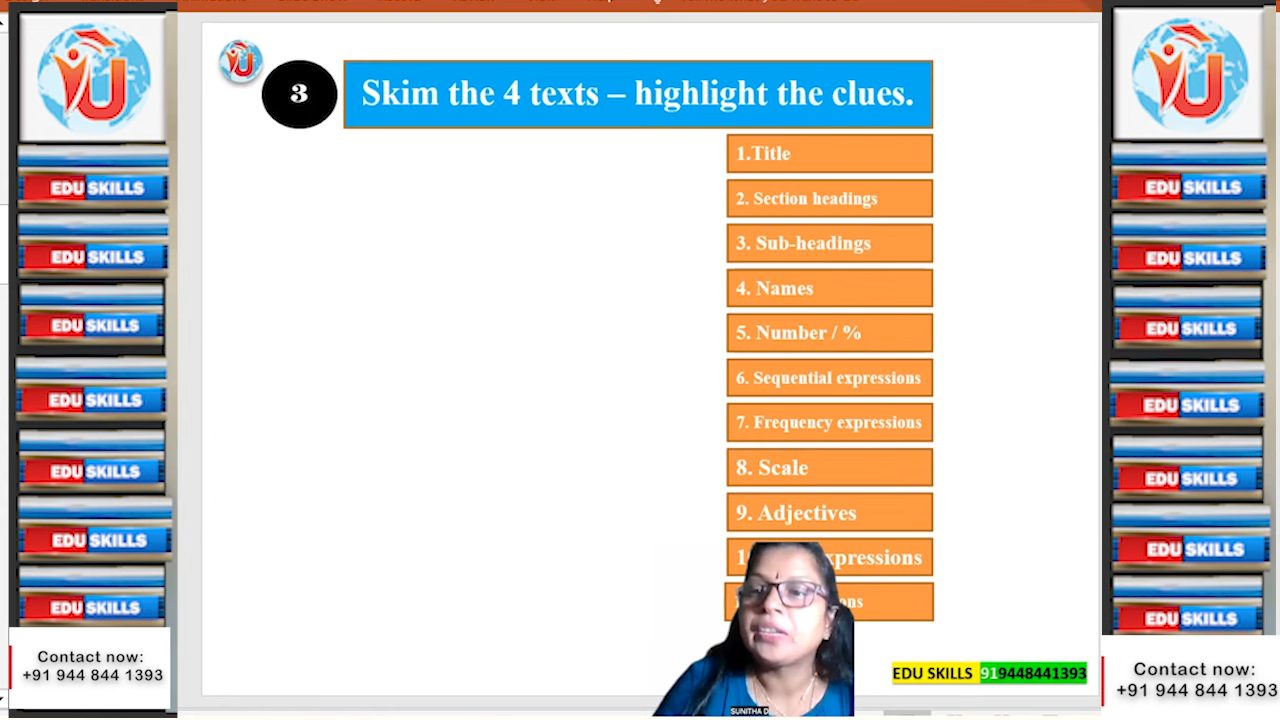 3
Skim the 4 texts – highlight the clues.
1.Title
2. Section headings
3. Sub-headings
4. Names
5. Number / %
6. Sequential expressions
7. Frequency expressions
8. Scale
9. Adjectives
EDU SKILLS
EDU SKILLS
EDU SKILLS
EDU SKILLS
EDU SKILLS
EDU SKILLS
EDU SKILLS
Contact now:
+91 944 844 1393
EDU SKILLS
EDU SKILLS
EDU SKILLS
EDU SKILLS
EDU SKILLS
EDU SKILLS
EDU SKILLS
Contact now:
+91 944 844 1393
EDU SKILLS 919448441393
SUNITHA D